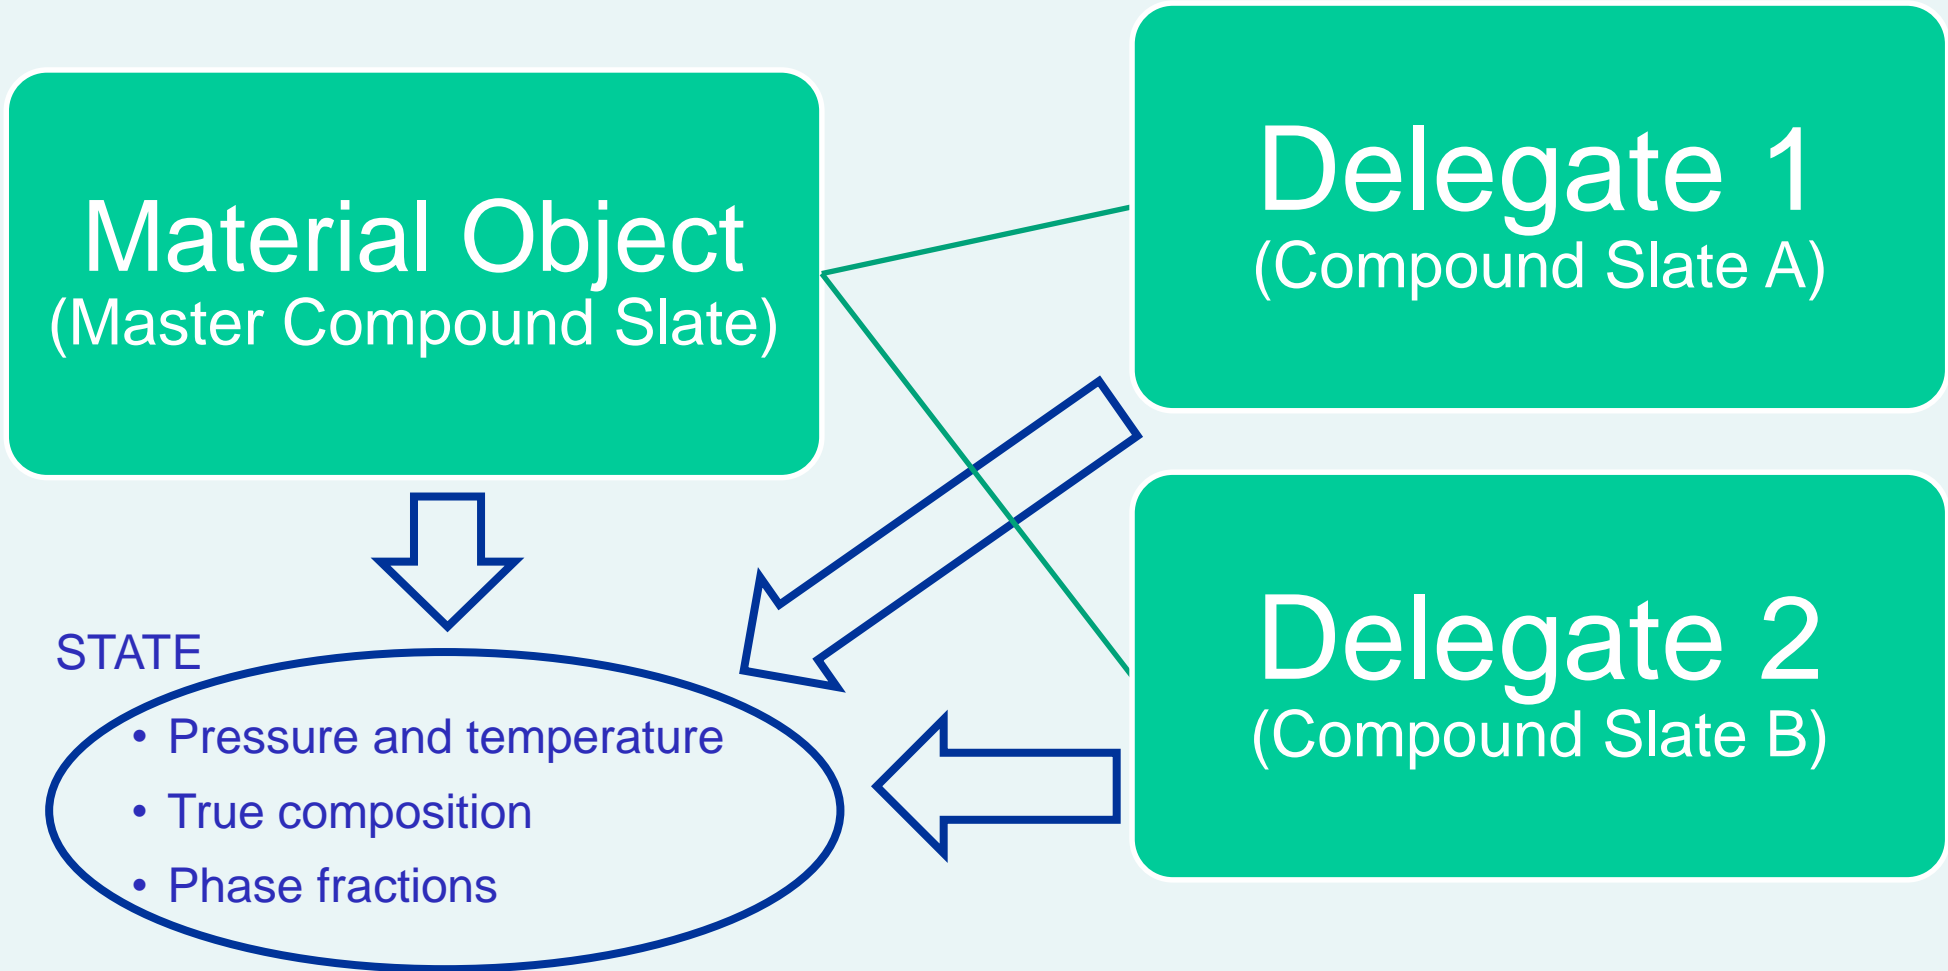 Material Object
(Master Compound Slate)
Delegate 1
(Compound Slate A)
Delegate 2
(Compound Slate B)
STATE
• Pressure and temperature
• True composition
• Phase fractions